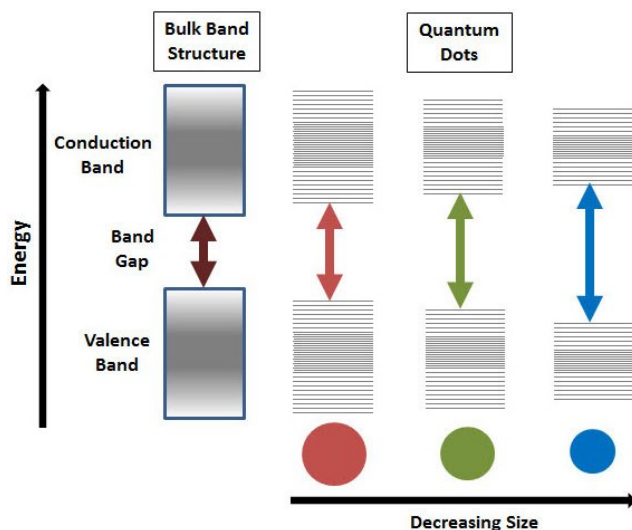 Bulk Band
Structure
Quantum
Dots
Conduction
Band
Band
Gap
Valence
Band
Energy
Decreasing Size